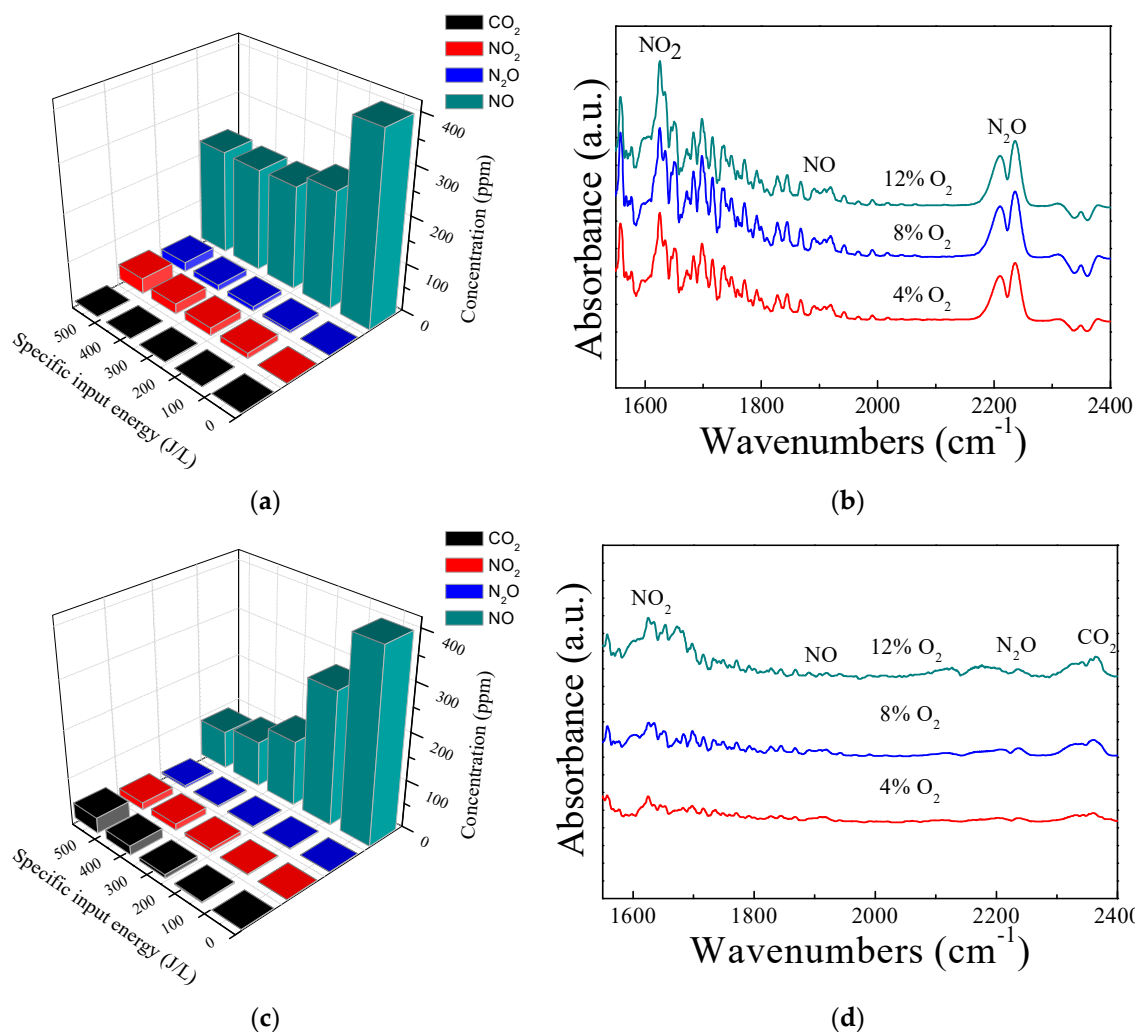 CO₂
NO₂
N₂O
NO
400
300
200
100
0
Concentration (ppm)
500
400
300
200
100
0
Specific input energy (J/L)
(a)
NO₂
NO
N₂O
12% O₂
8% O₂
4% O₂
Absorbance (a.u.)
1600 1800 2000 2200 2400
Wavenumbers (cm⁻¹)
(b)
CO₂
NO₂
N₂O
NO
400
300
200
100
0
Concentration (ppm)
500
400
300
200
100
0
Specific input energy (J/L)
(c)
NO₂
NO
12% O₂
N₂O
CO₂
8% O₂
4% O₂
Absorbance (a.u.)
1600 1800 2000 2200 2400
Wavenumbers (cm⁻¹)
(d)